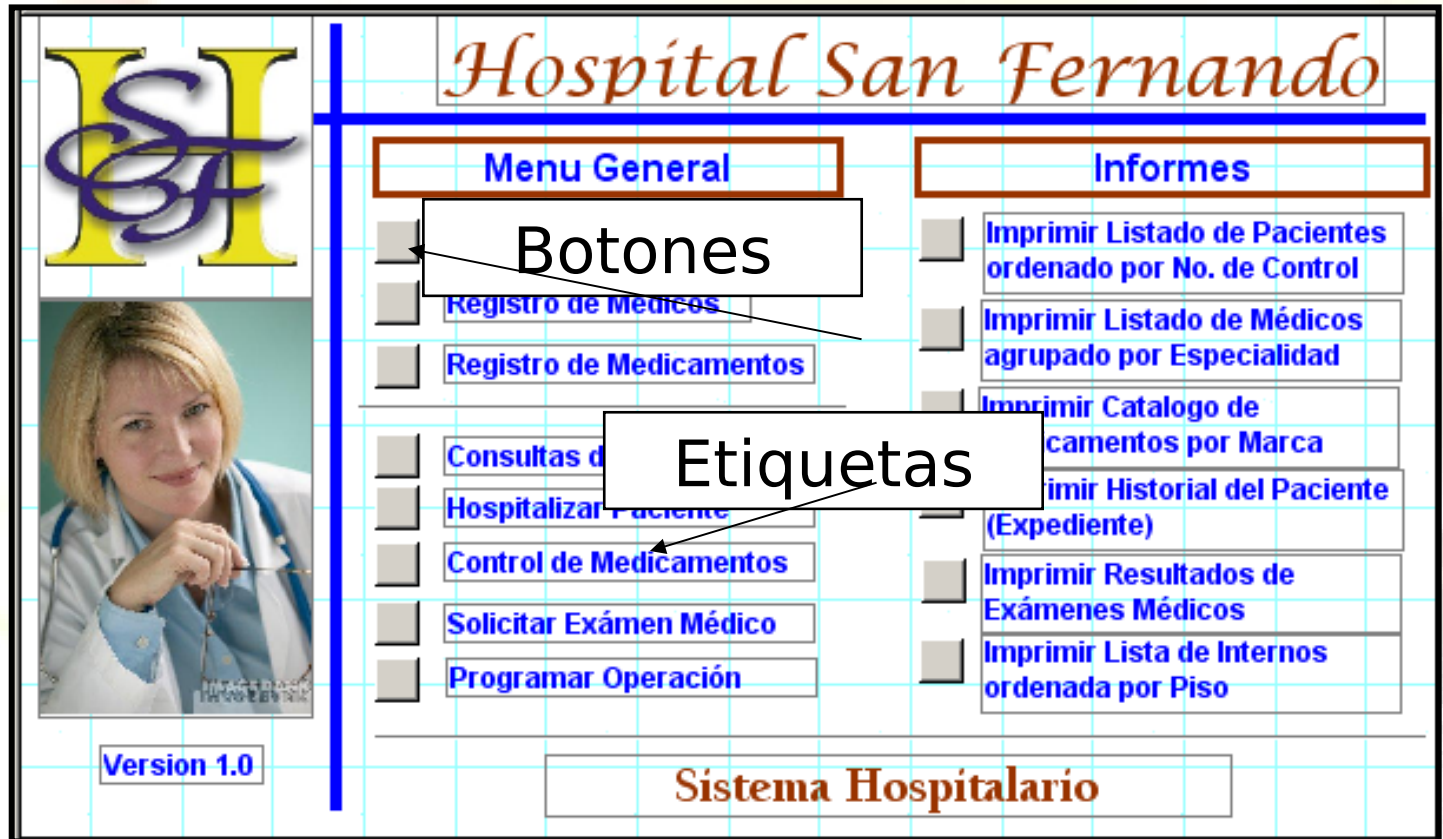 Hospital San Fernando
Menu General
Botones
Registro de Médicos
Registro de Medicamentos
Consultas
Etiquetas
Hospitalizar Paciente
Control de Medicamentos
Solicitar Exámen Médico
Programar Operación
Informes
Imprimir Listado de Pacientes
ordenado por No. de Control
Imprimir Listado de Médicos
agrupado por Especialidad
Imprimir Catalogo de
camentos por Marca
rimir Historial del Paciente
(Expediente)
Imprimir Resultados de
Exámenes Médicos
Imprimir Lista de Internos
ordenada por Piso
Version 1.0
Sistema Hospitalario